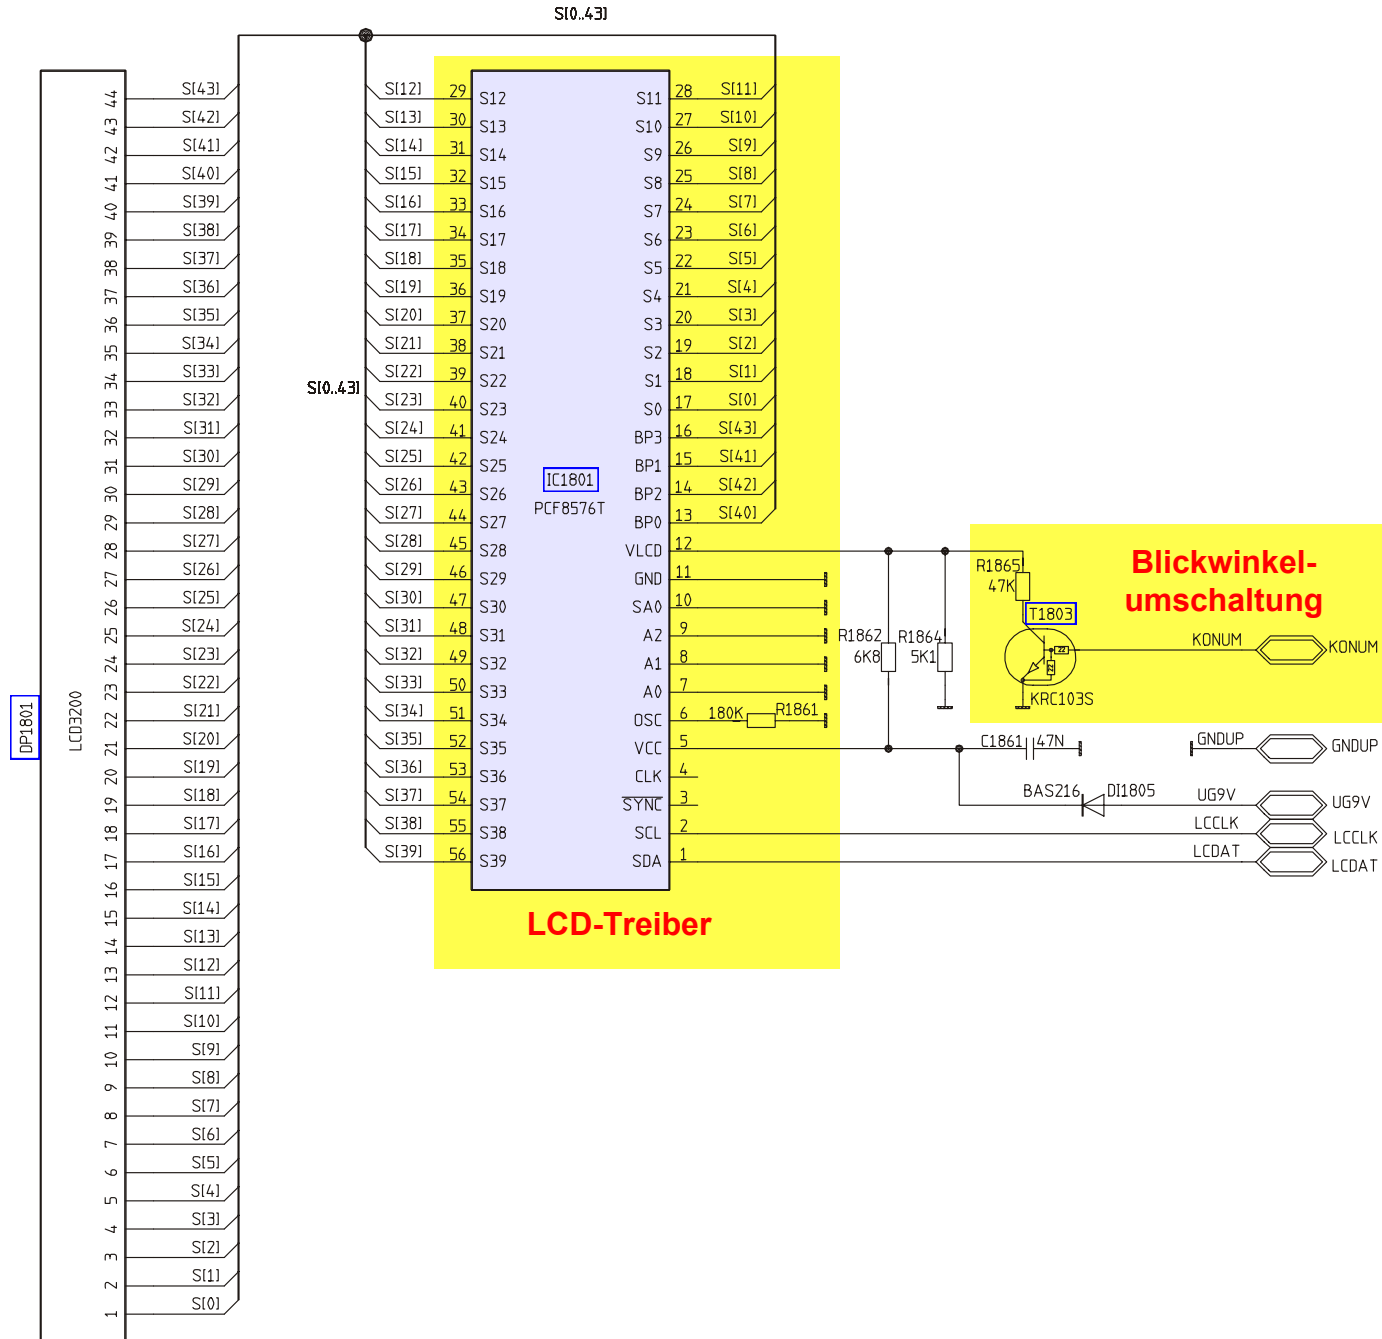 S[0..43]
44 S[43]
43 S[42]
42 S[41]
41 S[40]
40 S[39]
39 S[38]
38 S[37]
37 S[36]
36 S[35]
35 S[34]
34 S[33]
33 S[32]
32 S[31]
31 S[30]
30 S[29]
29 S[28]
28 S[27]
27 S[26]
26 S[25]
25 S[24]
24 S[23]
23 S[22]
22 S[21]
21 S[20]
20 S[19]
19 S[18]
18 S[17]
17 S[16]
16 S[15]
15 S[14]
14 S[13]
13 S[12]
12 S[11]
11 S[10]
10 S[9]
9 S[8]
8 S[7]
7 S[6]
6 S[5]
5 S[4]
4 S[3]
3 S[2]
2 S[1]
1 S[0]
DP1801
LCD3200
S[0..43]
S[12] 29 S12
S[13] 30 S13
S[14] 31 S14
S[15] 32 S15
S[16] 33 S16
S[17] 34 S17
S[18] 35 S18
S[19] 36 S19
S[20] 37 S20
S[21] 38 S21
S[22] 39 S22
S[23] 40 S23
S[24] 41 S24
S[25] 42 S25
S[26] 43 S26
S[27] 44 S27
S[28] 45 S28
S[29] 46 S29
S[30] 47 S30
S[31] 48 S31
S[32] 49 S32
S[33] 50 S33
S[34] 51 S34
S[35] 52 S35
S[36] 53 S36
S[37] 54 S37
S[38] 55 S38
S[39] 56 S39
IC1801
PCF8576T
S11 28 S[11]
S10 27 S[10]
S9 26 S[9]
S8 25 S[8]
S7 24 S[7]
S6 23 S[6]
S5 22 S[5]
S4 21 S[4]
S3 20 S[3]
S2 19 S[2]
S1 18 S[1]
S0 17 S[0]
BP3 16 S[43]
BP1 15 S[41]
BP2 14 S[42]
BP0 13 S[40]
VLCD 12
GND 11
SA0 10
A2 9
A1 8
A0 7
OSC 6
VCC 5
CLK 4
SYNC 3
SCL 2
SDA 1
LCD-Treiber
180K R1861
R1862
6K8
R1864
5K1
R1865
47K
T1803
22
22
KRC103S
Blickwinkel-
umschaltung
KONUM KONUM
C1861 47N
GNDUP GNDUP
BAS216 DI1805
UG9V UG9V
LCCLK LCCLK
LCDAT LCDAT